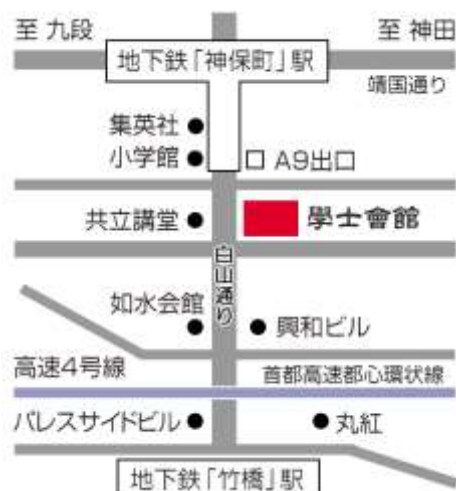 至 九段
至 神田
地下鉄「神保町」駅
靖国通り
集英社
小学館
A9出口
共立講堂
學士會館
白山通り
如水会館
興和ビル
高速4号線
首都高速都心環状線
パレスサイドビル
丸紅
地下鉄「竹橋」駅